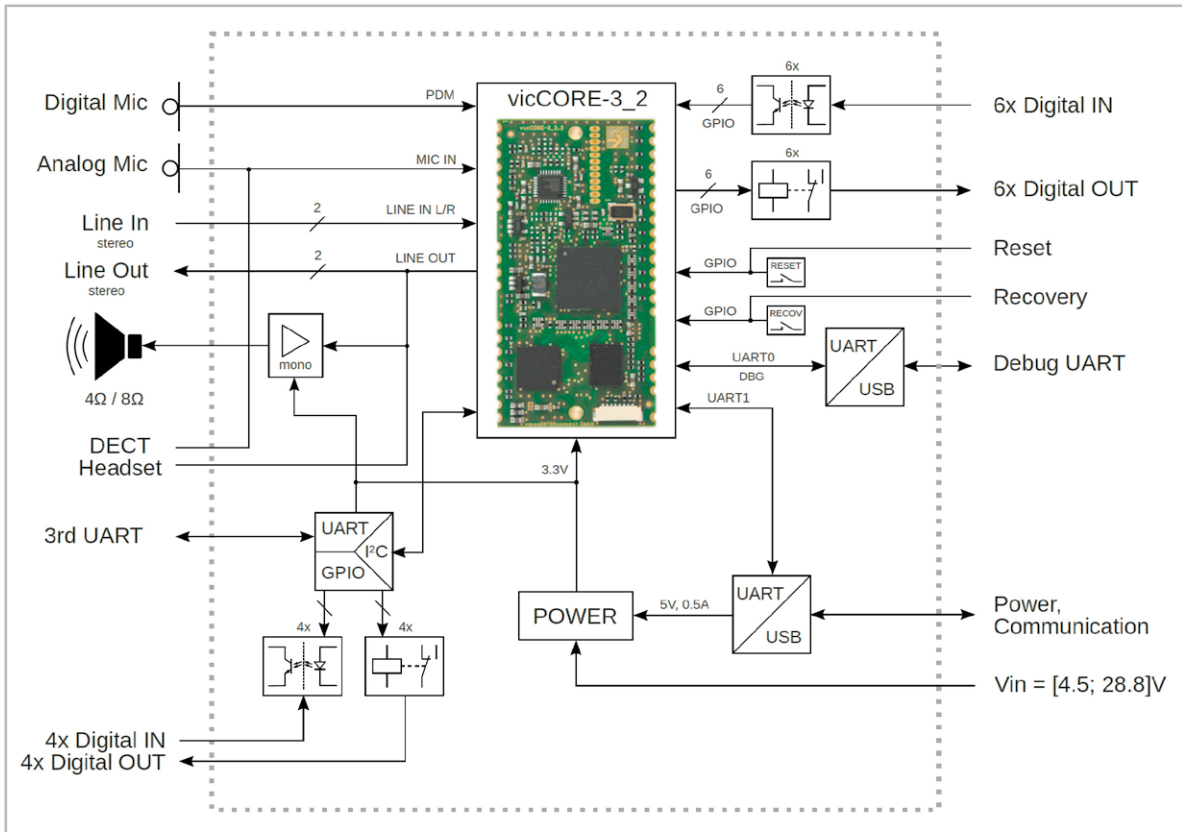 vicCORE-3_2
Digital Mic
PDM
Analog Mic
MIC IN
Line In
stereo
2
LINE IN L/R
Line Out
stereo
2
LINE OUT
mono
4Ω / 8Ω
DECT
Headset
3.3V
3rd UART
UART
I²C
GPIO
4x
4x
4x Digital IN
4x Digital OUT
6
GPIO
6x
6x Digital IN
6
GPIO
6x
6x Digital OUT
GPIO
RESET
Reset
GPIO
RECOV
Recovery
UART0
DBG
UART
USB
Debug UART
UART1
POWER
5V, 0.5A
UART
USB
Power,
Communication
Vin = [4.5; 28.8]V